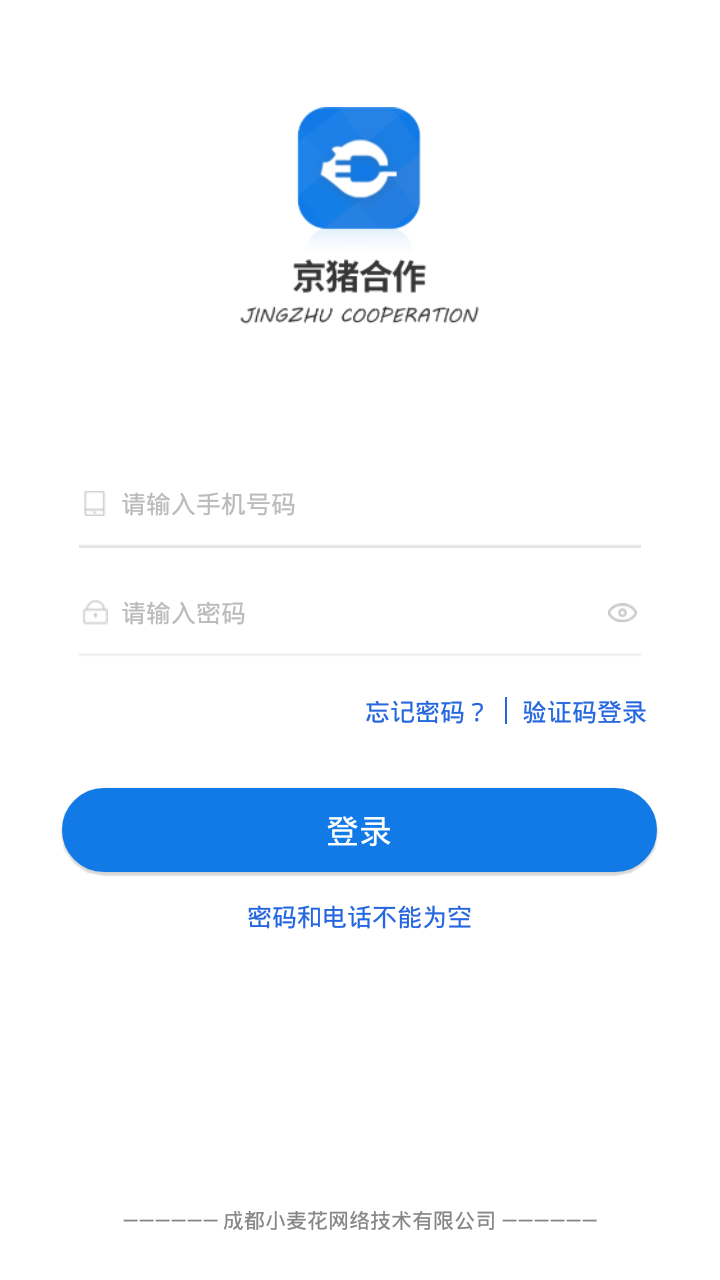 京猪合作
JINGZHU COOPERATION
请输入手机号码
请输入密码
忘记密码？ 验证码登录
登录
密码和电话不能为空
—————— 成都小麦花网络技术有限公司 ——————